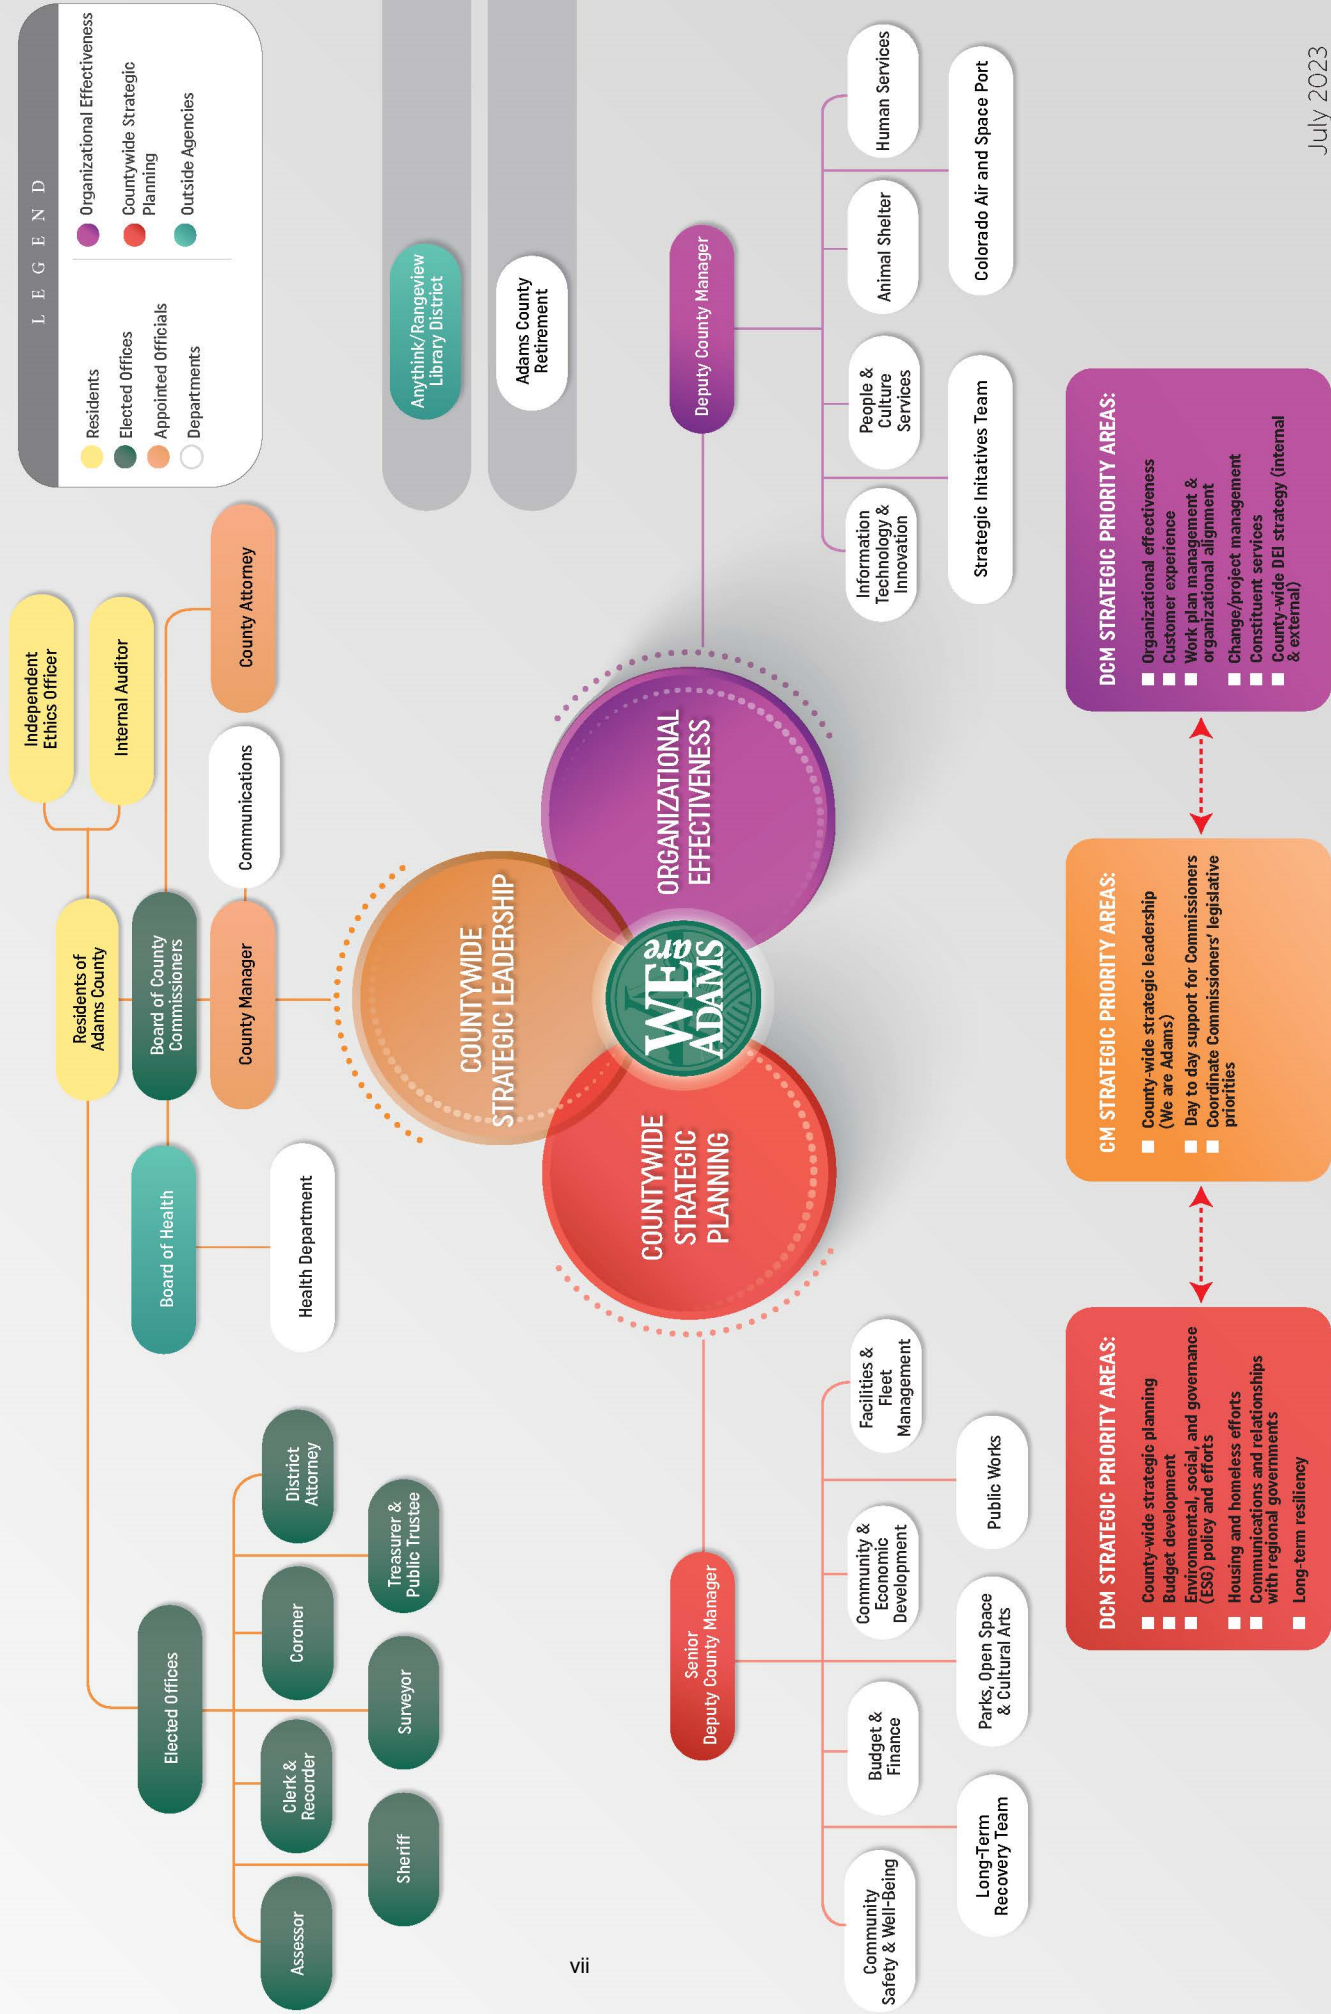 LEGEND
Residents
Elected Offices
Appointed Officials
Departments
Organizational Effectiveness
Countywide Strategic
Planning
Outside Agencies
Independent
Ethics Officer
Internal Auditor
Residents of
Adams County
Board of County
Commissioners
County Attorney
County Manager
Communications
Board of Health
Health Department
Elected Offices
Assessor
Clerk &
Recorder
Coroner
District
Attorney
Sheriff
Surveyor
Treasurer &
Public Trustee
Anythink/Rangeview
Library District
Adams County
Retirement
COUNTYWIDE
STRATEGIC LEADERSHIP
COUNTYWIDE
STRATEGIC
PLANNING
WE are
ADAMS
ORGANIZATIONAL
EFFECTIVENESS
Senior
Deputy County Manager
Community
Safety & Well-Being
Budget &
Finance
Community &
Economic
Development
Facilities &
Fleet
Management
Long-Term
Recovery Team
Parks, Open Space
& Cultural Arts
Public Works
Deputy County Manager
Information
Technology &
Innovation
People &
Culture
Services
Animal Shelter
Human Services
Strategic Initatives Team
Colorado Air and Space Port
DCM STRATEGIC PRIORITY AREAS:
County-wide strategic planning
Budget development
Environmental, social, and governance
(ESG) policy and efforts
Housing and homeless efforts
Communications and relationships
with regional governments
Long-term resiliency
CM STRATEGIC PRIORITY AREAS:
County-wide strategic leadership
(We are Adams)
Day to day support for Commissioners
Coordinate Commissioners' legislative
priorities
DCM STRATEGIC PRIORITY AREAS:
Organizational effectiveness
Customer experience
Work plan management &
organizational alignment
Change/project management
Constituent services
County-wide DEI strategy (internal
& external)
July 2023
vii